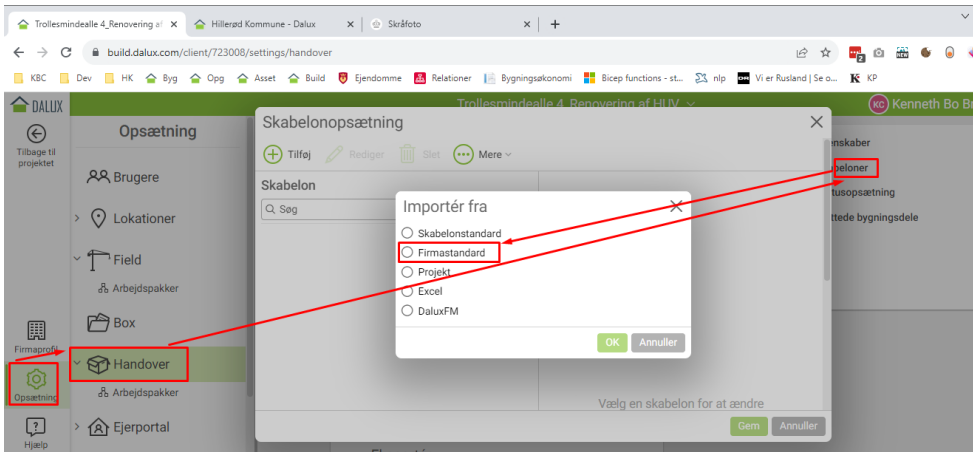 Trollesmindealle 4_Renovering af
Hillerød Kommune - Dalux
Skråfoto
build.dalux.com/client/723008/settings/handover
KBC
Dev
HK
Byg
Opg
Asset
Build
Ejendomme
Relationer
Bygningsøkonomi
Bicep functions - st...
nlp
Vi er Rusland | Se o...
KP
DALUX
Trollesmindealle 4_Renovering af HUV
KC
Kenneth Bo B
Tilbage til
projektet
Firmaprofil
Opsætning
Hjælp
Opsætning
Brugere
Lokationer
Field
Arbejdspakker
Box
Handover
Arbejdspakker
Ejerportal
Skabelonopsætning
Tilføj
Rediger
Slet
Mere
Skabelon
Søg
Importér fra
Skabelonstandard
Firmastandard
Projekt
Excel
DaluxFM
OK
Annuller
Vælg en skabelon for at ændre
Gem
Annuller
enskaber
beloner
tusopsætning
ttede bygningsdele